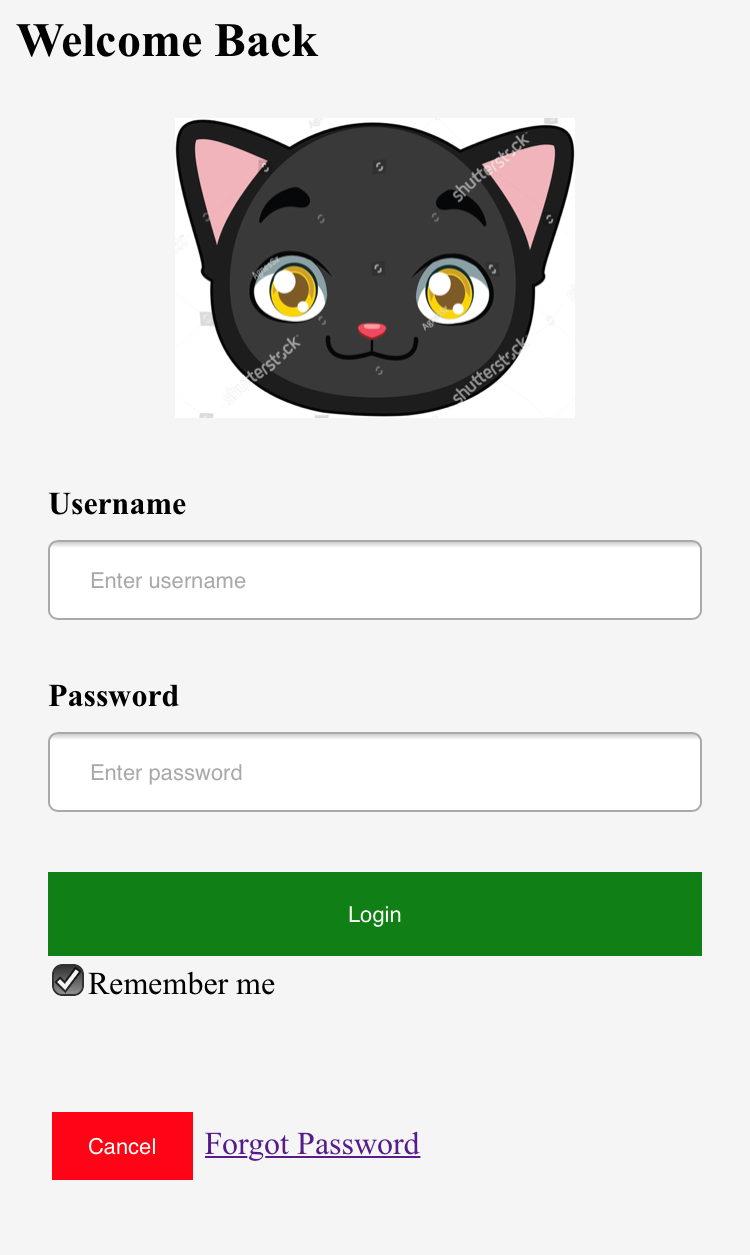 Welcome Back
shutterstock
shutterstock
shutterstock
Username
Enter username
Password
Enter password
Login
Remember me
Cancel
Forgot Password